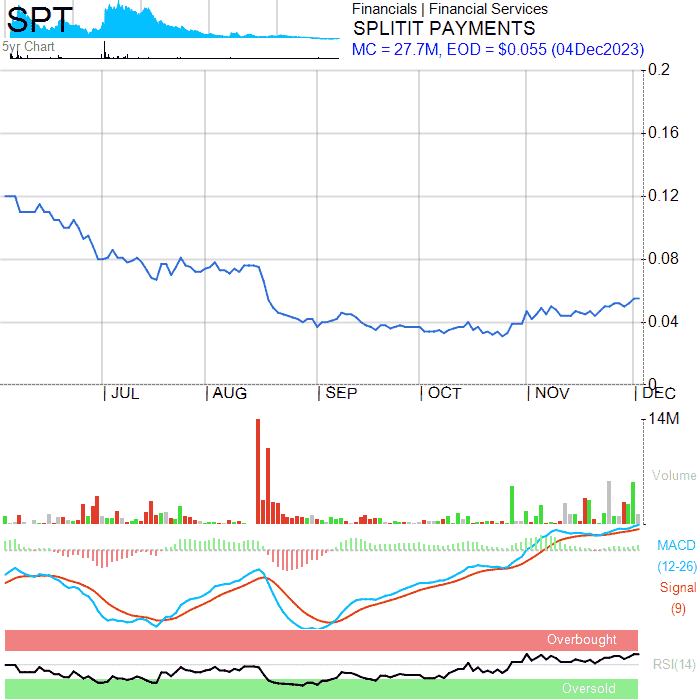 SPT
5yr Chart
Financials | Financial Services
SPLITIT PAYMENTS
MC = 27.7M, EOD = $0.055 (04Dec2023)
0.2
0.16
0.12
0.08
0.04
0
JUL AUG SEP OCT NOV DEC
14M
Volume
MACD
(12-26)
Signal
(9)
Overbought
RSI(14)
Oversold